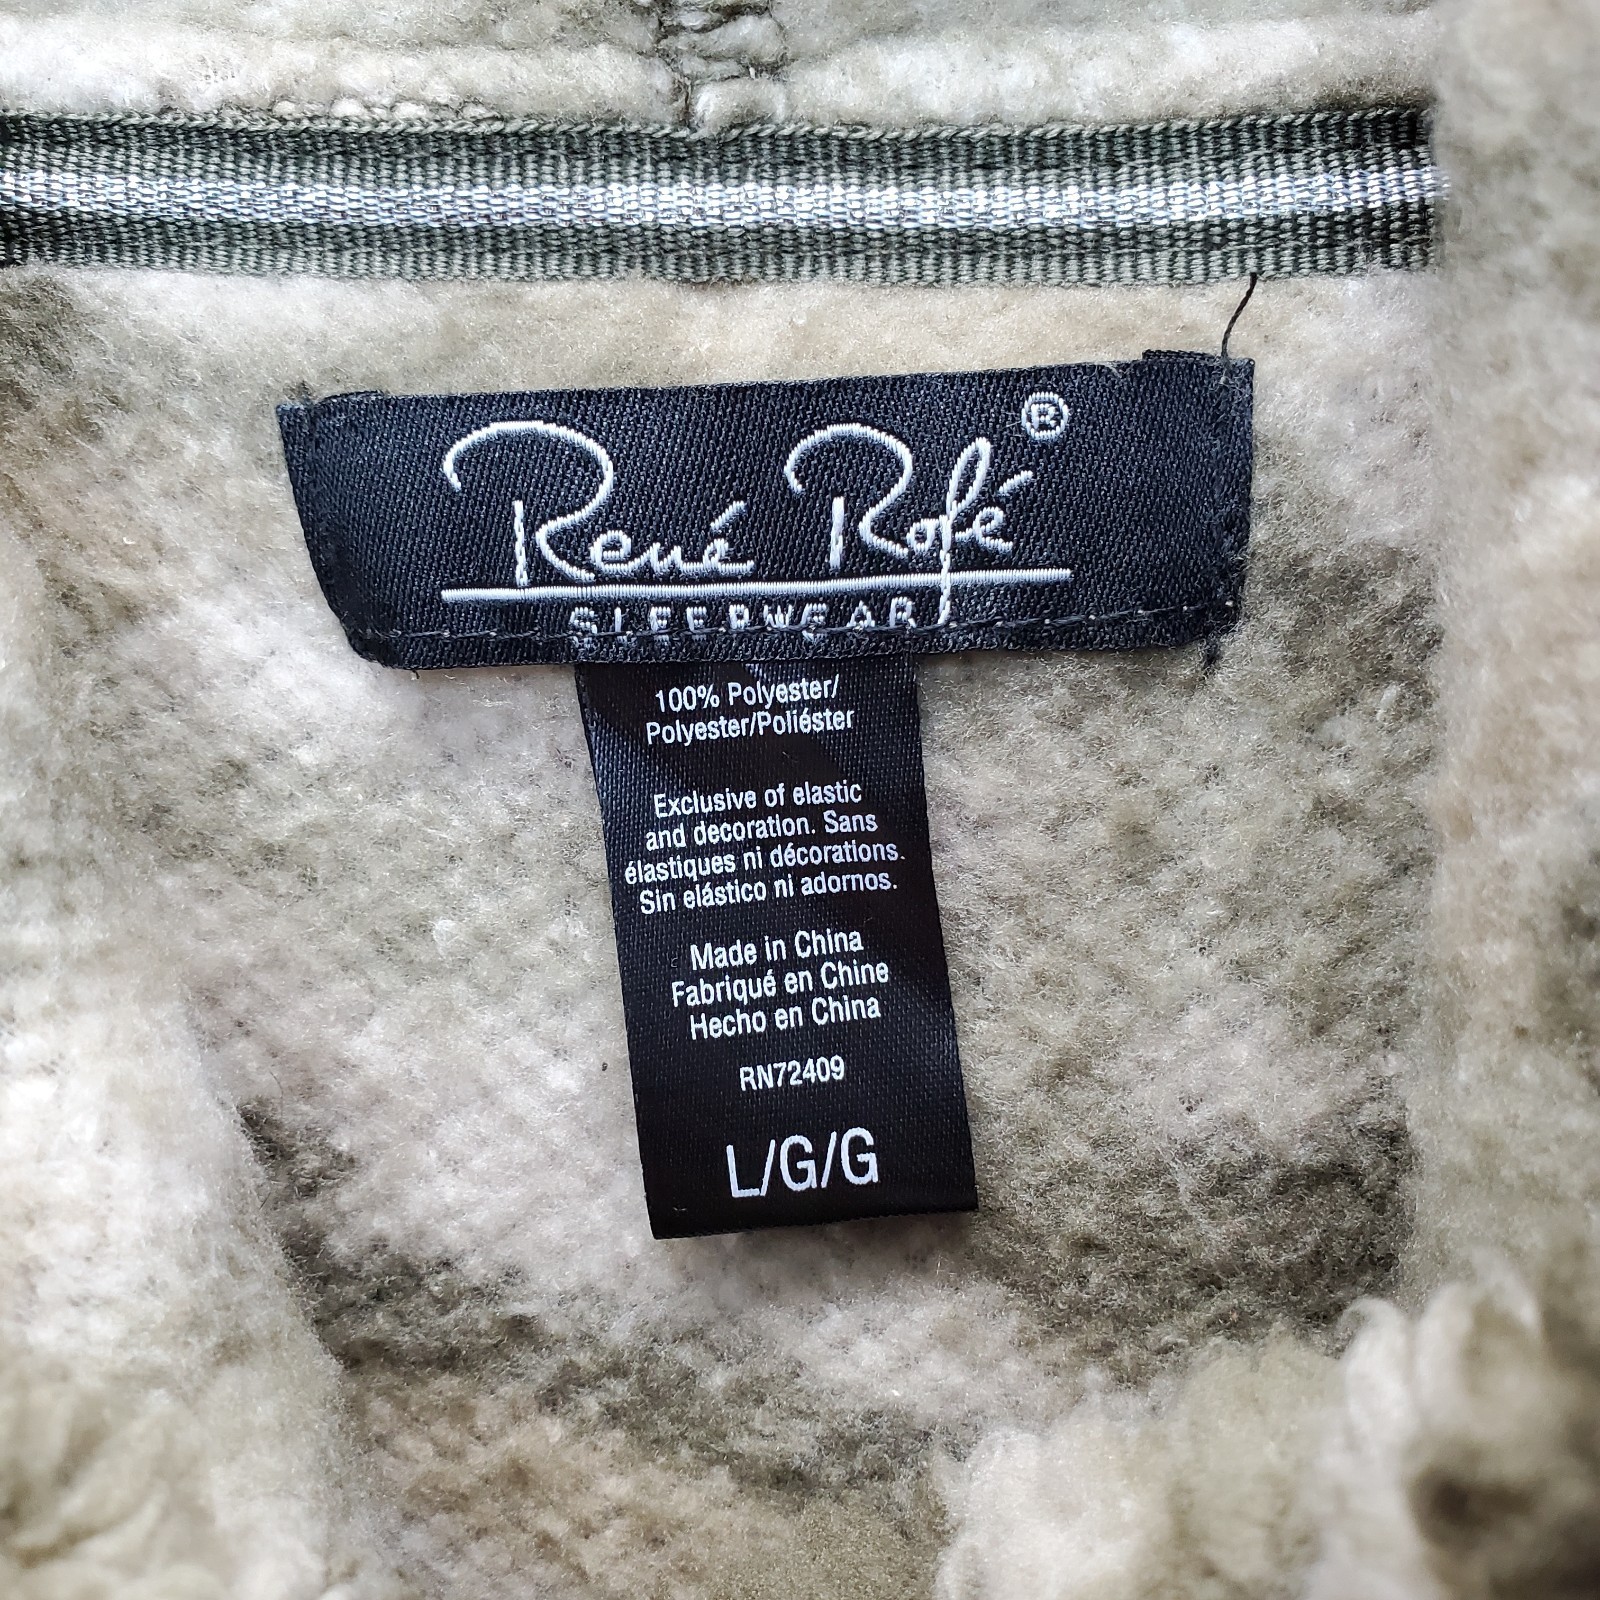 René Rofé®
SLEEPWEAR
100% Polyester/
Polyester/Poliéster
Exclusive of elastic
and decoration. Sans
élastiques ni décorations.
Sin elástico ni adornos.
Made in China
Fabriqué en Chine
Hecho en China
RN72409
L/G/G